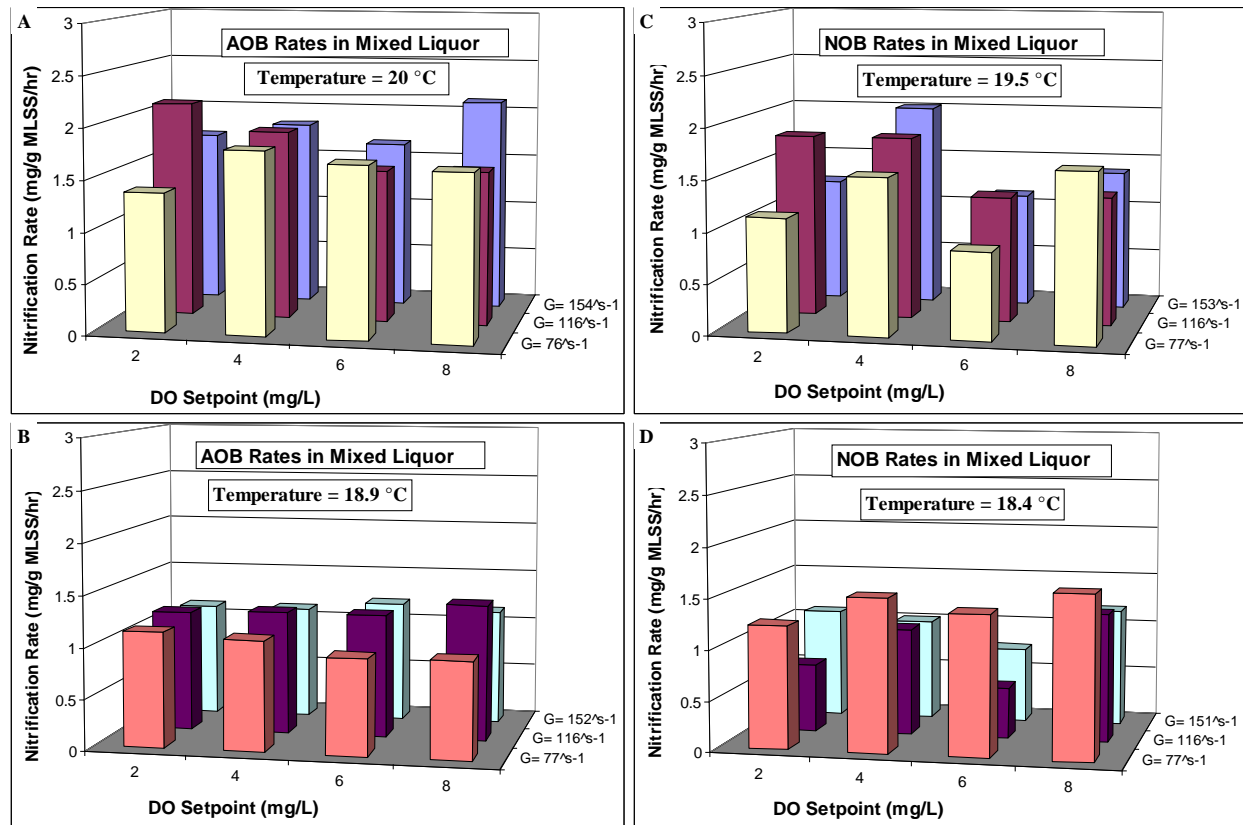 A
AOB Rates in Mixed Liquor
Temperature = 20 °C
Nitrification Rate (mg/g MLSS/hr)
3
2.5
2
1.5
1
0.5
0
2
4
6
8
G= 154^s-1
G= 116^s-1
G= 76^s-1
DO Setpoint (mg/L)
C
NOB Rates in Mixed Liquor
Temperature = 19.5 °C
Nitrification Rate (mg/g MLSS/hr)
3
2.5
2
1.5
1
0.5
0
2
4
6
8
G= 153^s-1
G= 116^s-1
G= 77^s-1
DO Setpoint (mg/L)
B
AOB Rates in Mixed Liquor
Temperature = 18.9 °C
Nitrification Rate (mg/g MLSS/hr)
3
2.5
2
1.5
1
0.5
0
2
4
6
8
G= 152^s-1
G= 116^s-1
G= 77^s-1
DO Setpoint (mg/L)
D
NOB Rates in Mixed Liquor
Temperature = 18.4 °C
Nitrification Rate (mg/g MLSS/hr)
3
2.5
2
1.5
1
0.5
0
2
4
6
8
G= 151^s-1
G= 116^s-1
G= 77^s-1
DO Setpoint (mg/L)